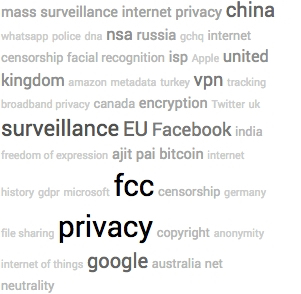 mass surveillance internet privacy china
whatsapp police dna nsa russia gchq internet
censorship facial recognition isp Apple united
kingdom amazon metadata turkey vpn tracking
broadband privacy canada encryption Twitter uk
surveillance EU Facebook india
freedom of expression ajit pai bitcoin internet
history gdpr microsoft fcc censorship germany
file sharing privacy copyright anonymity
internet of things google australia net
neutrality